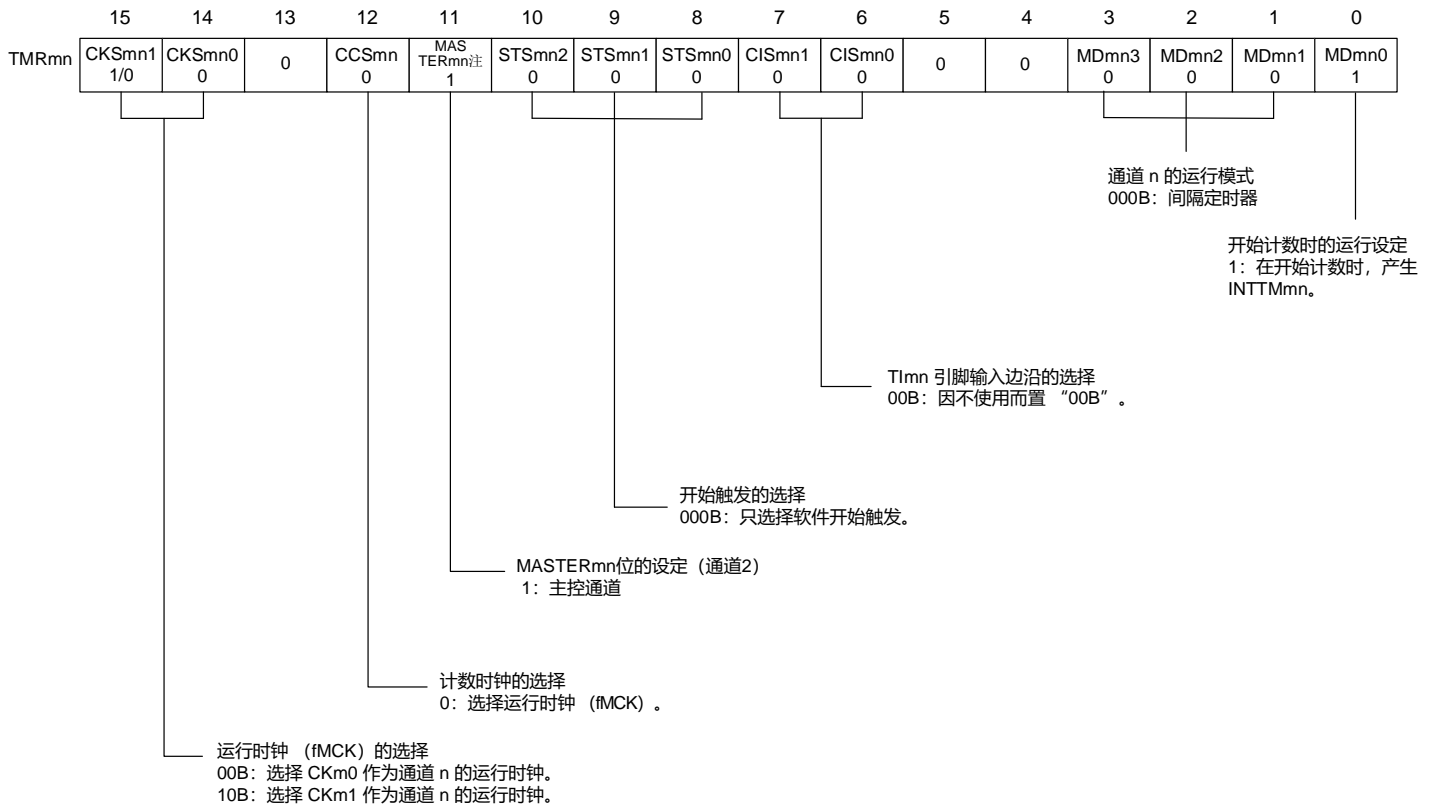 15 14 13 12 11 10 9 8 7 6 5 4 3 2 1 0
TMRmn CKSmn1 CKSmn0 0 CCSmn MAS TERmn注 STSmn2 STSmn1 STSmn0 CISmn1 CISmn0 0 0 MDmn3 MDmn2 MDmn1 MDmn0
1/0 0 0 1 0 0 0 0 0 0 0 0 1
通道 n 的运行模式
000B：间隔定时器
开始计数时的运行设定
1：在开始计数时，产生
INTTMmn。
TImn 引脚输入边沿的选择
00B：因不使用而置 “00B”。
开始触发的选择
000B：只选择软件开始触发。
MASTERmn位的设定（通道2）
1：主控通道
计数时钟的选择
0：选择运行时钟 （fMCK）。
运行时钟 （fMCK）的选择
00B：选择 CKm0 作为通道 n 的运行时钟。
10B：选择 CKm1 作为通道 n 的运行时钟。